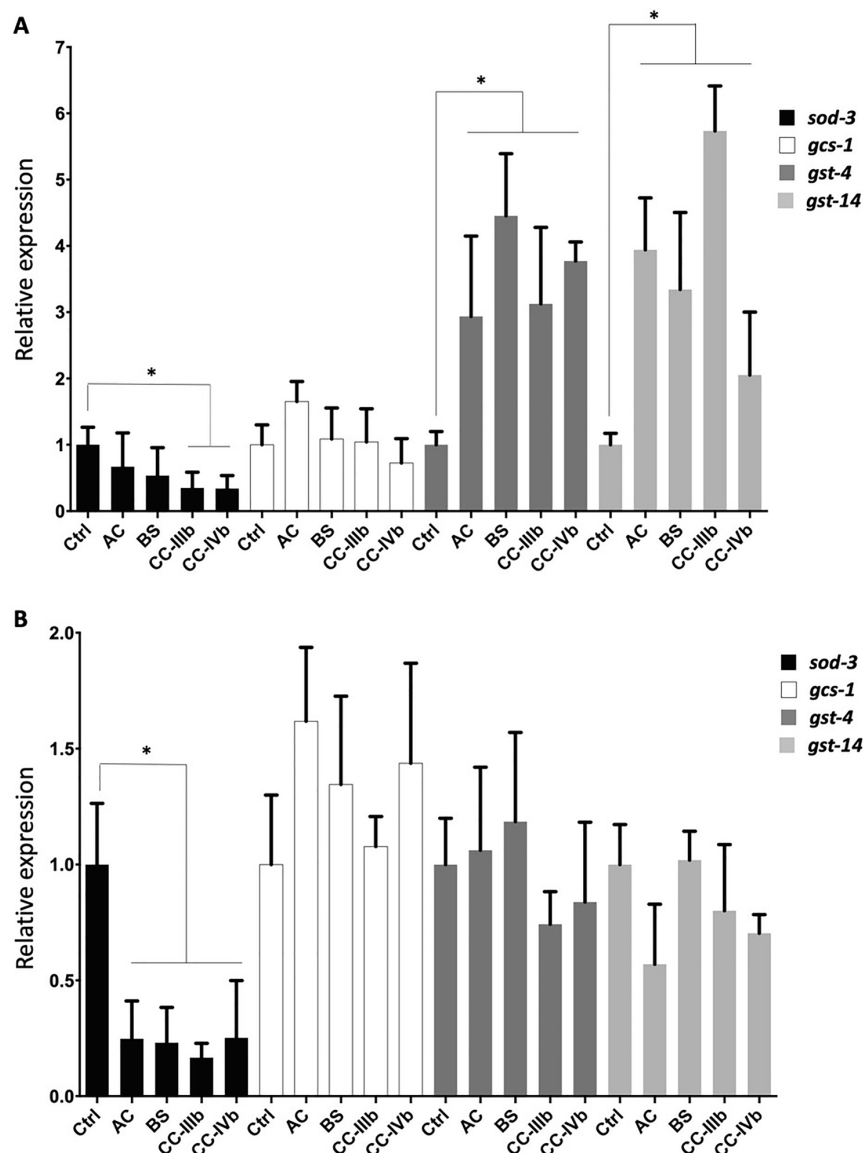 A
Relative expression
7
6
5
4
3
2
1
0
*
*
*
sod-3
gcs-1
gst-4
gst-14
Ctrl AC BS CC-IIIb CC-IVb Ctrl AC BS CC-IIIb CC-IVb Ctrl AC BS CC-IIIb CC-IVb Ctrl AC BS CC-IIIb CC-IVb
B
Relative expression
2.0
1.5
1.0
0.5
0.0
*
sod-3
gcs-1
gst-4
gst-14
Ctrl AC BS CC-IIIb CC-IVb Ctrl AC BS CC-IIIb CC-IVb Ctrl AC BS CC-IIIb CC-IVb Ctrl AC BS CC-IIIb CC-IVb